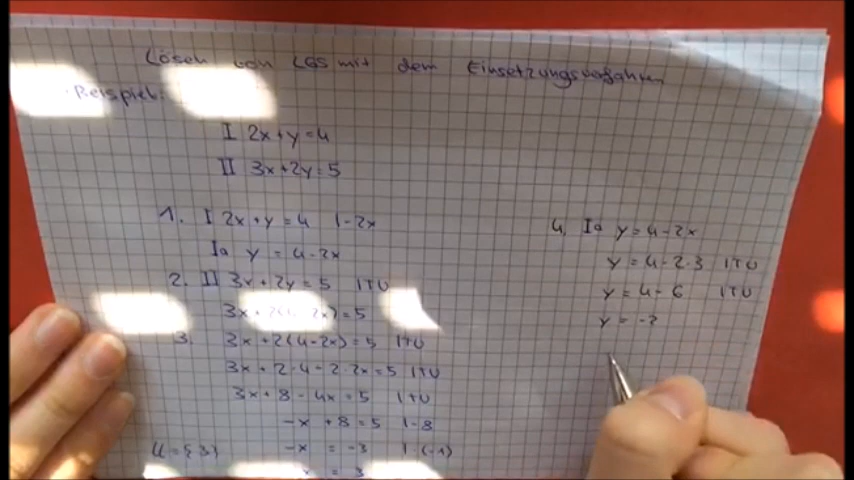 Lösen von LGS mit dem Einsetzungsverfahren
Beispiel:
I 2x+y=4
II 3x+2y=5
1. I 2x+y=4 |-2x
Ia y=4-2x
2. II 3x+2y=5 |TU
3x+2(4-2x)=5
3. 3x+2(4-2x)=5 |TU
3x+2·4-2·2x=5 |TU
3x+8-4x=5 |TU
-x+8=5 |-8
-x=-3 |·(-1)
x=3
L={3}
4. Ia y=4-2x
y=4-2·3 |TU
y=4-6 |TU
y=-2